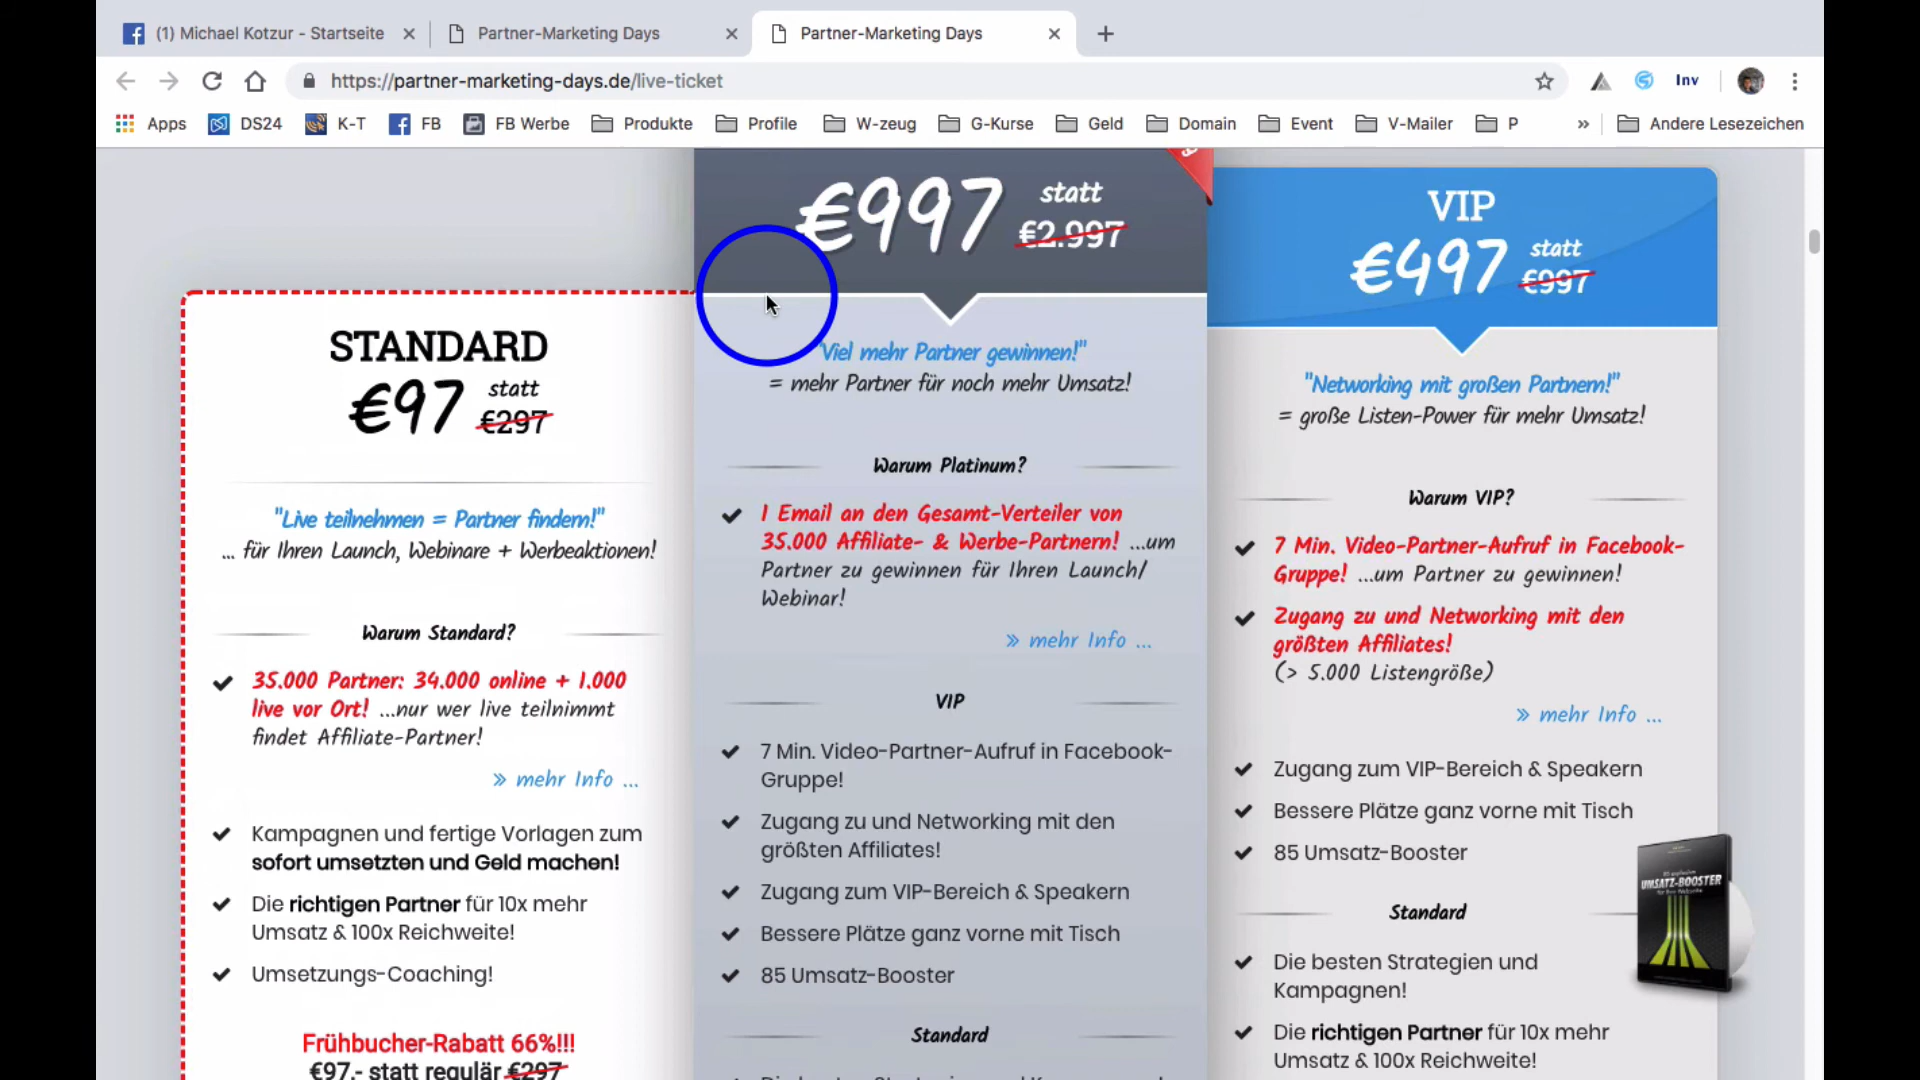 (1) Michael Kotzur - Startseite
Partner-Marketing Days
Partner-Marketing Days
https://partner-marketing-days.de/live-ticket
Inv
Apps
DS24
K-T
FB
FB Werbe
Produkte
Profile
W-zeug
G-Kurse
Geld
Domain
Event
V-Mailer
P
»
Andere Lesezeichen
STANDARD
€97 statt
€297
"Live teilnehmen = Partner finden!"
... für Ihren Launch, Webinare + Werbeaktionen!
Warum Standard?
35.000 Partner: 34.000 online + 1.000
live vor Ort! ...nur wer live teilnimmt
findet Affiliate-Partner!
» mehr Info ...
Kampagnen und fertige Vorlagen zum
sofort umsetzten und Geld machen!
Die richtigen Partner für 10x mehr
Umsatz & 100x Reichweite!
Umsetzungs-Coaching!
Frühbucher-Rabatt 66%!!!
€97,- statt regulär €297
€997 statt
€2.997
"Viel mehr Partner gewinnen!"
= mehr Partner für noch mehr Umsatz!
Warum Platinum?
1 Email an den Gesamt-Verteiler von
35.000 Affiliate- & Werbe-Partnern! ...um
Partner zu gewinnen für Ihren Launch/
Webinar!
» mehr Info ...
VIP
7 Min. Video-Partner-Aufruf in Facebook-
Gruppe!
Zugang zu und Networking mit den
größten Affiliates!
Zugang zum VIP-Bereich & Speakern
Bessere Plätze ganz vorne mit Tisch
85 Umsatz-Booster
Standard
VIP
€497 statt
€997
"Networking mit großen Partnern!"
= große Listen-Power für mehr Umsatz!
Warum VIP?
7 Min. Video-Partner-Aufruf in Facebook-
Gruppe! ...um Partner zu gewinnen!
Zugang zu und Networking mit den
größten Affiliates!
(> 5.000 Listengröße)
» mehr Info ...
Zugang zum VIP-Bereich & Speakern
Bessere Plätze ganz vorne mit Tisch
85 Umsatz-Booster
UMSATZ-BOOSTER
Standard
Die besten Strategien und
Kampagnen!
Die richtigen Partner für 10x mehr
Umsatz & 100x Reichweite!